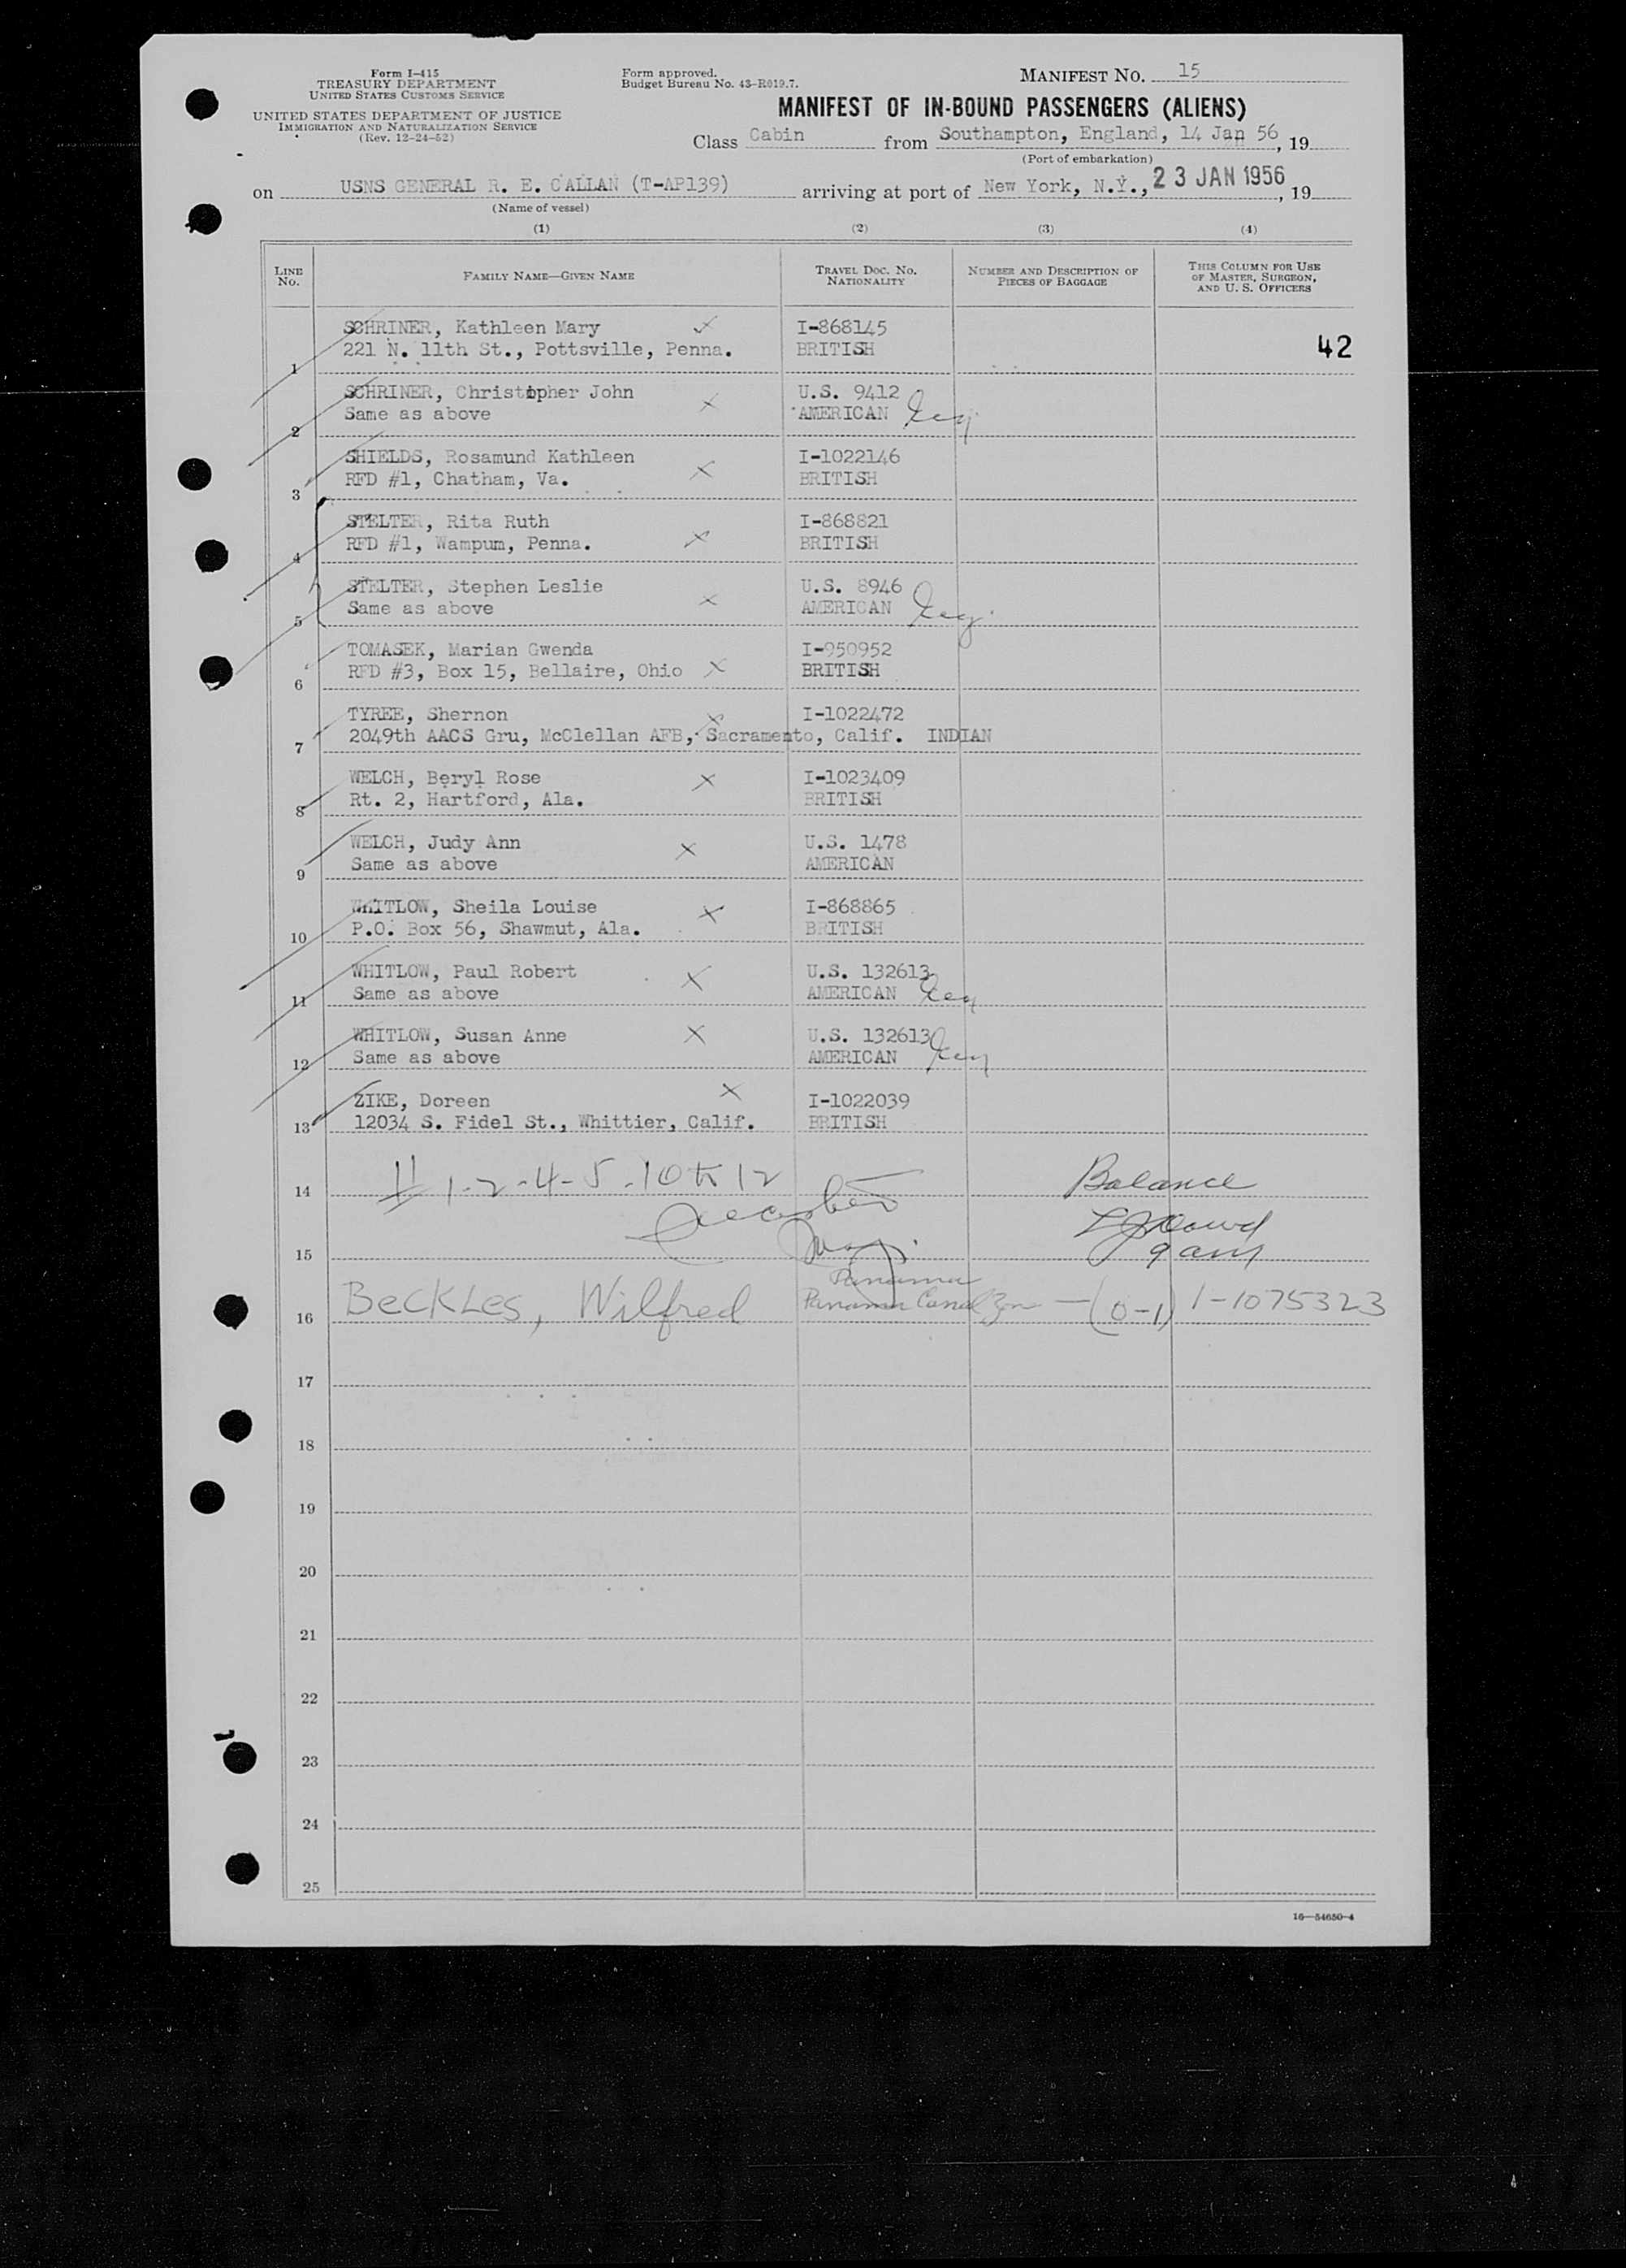 Form I-415
TREASURY DEPARTMENT
UNITED STATES CUSTOMS SERVICE
UNITED STATES DEPARTMENT OF JUSTICE
IMMIGRATION AND NATURALIZATION SERVICE
(Rev. 12-24-52)
Form approved.
Budget Bureau No. 43-R019.7.
MANIFEST NO. 15
MANIFEST OF IN-BOUND PASSENGERS (ALIENS)
Class Cabin from Southampton, England, 14 Jan 56, 19
(Port of embarkation)
on USNS GENERAL R. E. CALLAN (T-AP139) arriving at port of New York, N.Y., 23 JAN 1956, 19
(Name of vessel)
(1) (2) (3) (4)
LINE NO.
FAMILY NAME—GIVEN NAME
TRAVEL DOC. NO. NATIONALITY
NUMBER AND DESCRIPTION OF PIECES OF BAGGAGE
THIS COLUMN FOR USE OF MASTER, SURGEON, AND U. S. OFFICERS
SCHRINER, Kathleen Mary I-868145
1 221 N. 11th St., Pottsville, Penna. BRITISH 42
SCHRINER, Christopher John U.S. 9412
2 Same as above AMERICAN
SHIELDS, Rosamund Kathleen I-1022146
3 RFD #1, Chatham, Va. BRITISH
STELTER, Rita Ruth I-868821
4 RFD #1, Wampum, Penna. BRITISH
STELTER, Stephen Leslie U.S. 8946
5 Same as above AMERICAN
TOMASEK, Marian Gwenda I-950952
6 RFD #3, Box 15, Bellaire, Ohio BRITISH
TYREE, Shernon I-1022472
7 2049th AACS Gru, McClellan AFB, Sacramento, Calif. INDIAN
WELCH, Beryl Rose I-1023409
8 Rt. 2, Hartford, Ala. BRITISH
WELCH, Judy Ann U.S. 1478
9 Same as above AMERICAN
WHITLOW, Sheila Louise I-868865
10 P.O. Box 56, Shawmut, Ala. BRITISH
WHITLOW, Paul Robert U.S. 132613
11 Same as above AMERICAN
WHITLOW, Susan Anne U.S. 132613
12 Same as above AMERICAN
ZIKE, Doreen I-1022039
13 12034 S. Fidel St., Whittier, Calif. BRITISH
14 1-2-4-5-10 to 12 Balance
15
Panama
16 Beckles, Wilfred Panama Canal Zn — (0-1) 1-1075323
17
18
19
20
21
22
23
24
25
16—54650-4